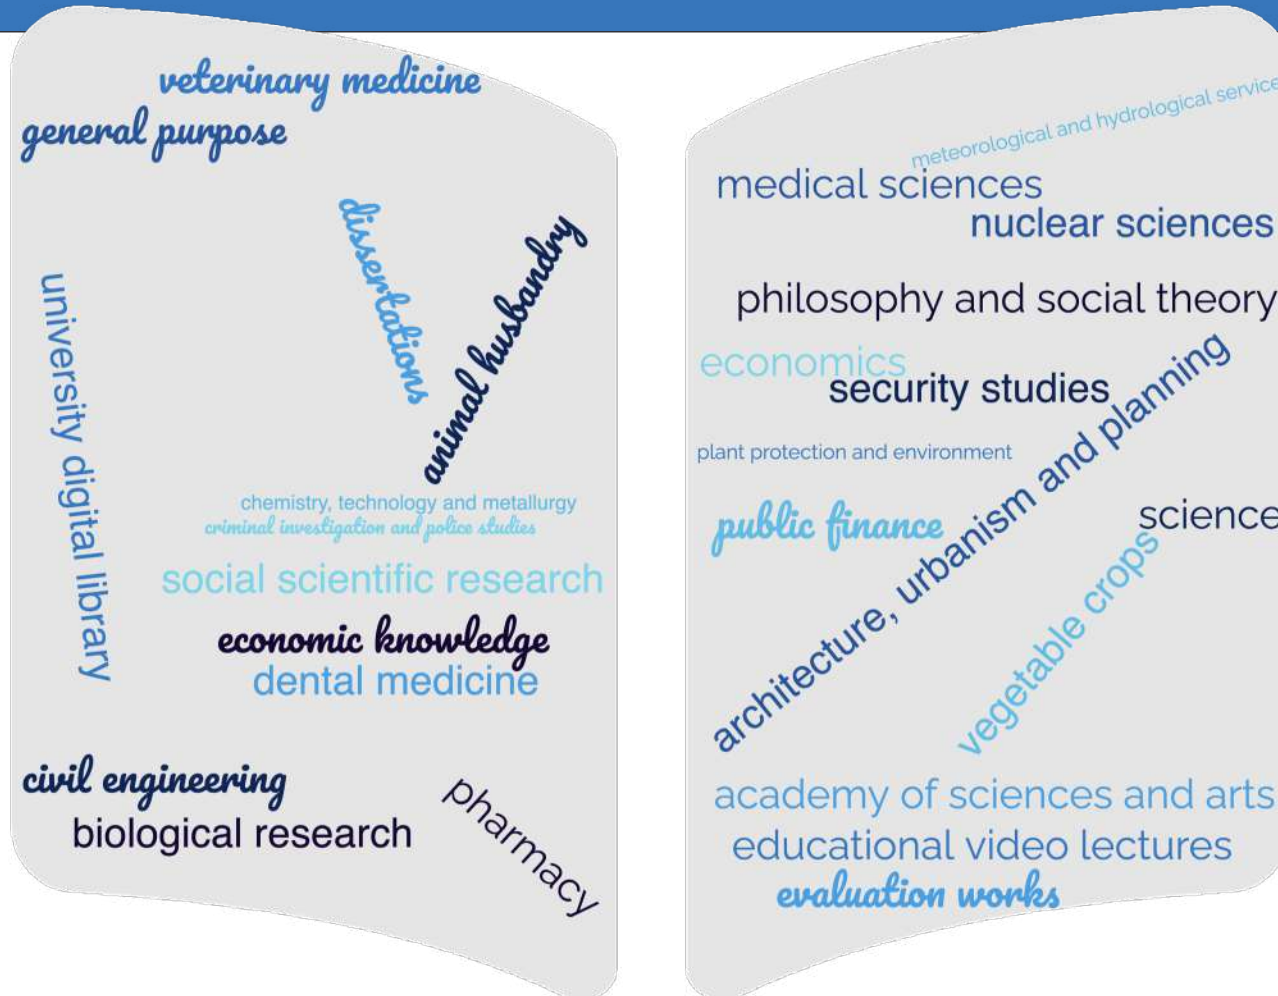 veterinary medicine
general purpose
dissertations
animal husbandry
university digital library
chemistry, technology and metallurgy
criminal investigation and police studies
social scientific research
economic knowledge
dental medicine
civil engineering
biological research
pharmacy
meteorological and hydrological service
medical sciences
nuclear sciences
philosophy and social theory
economics
security studies
plant protection and environment
architecture, urbanism and planning
public finance
science
vegetable crops
academy of sciences and arts
educational video lectures
evaluation works